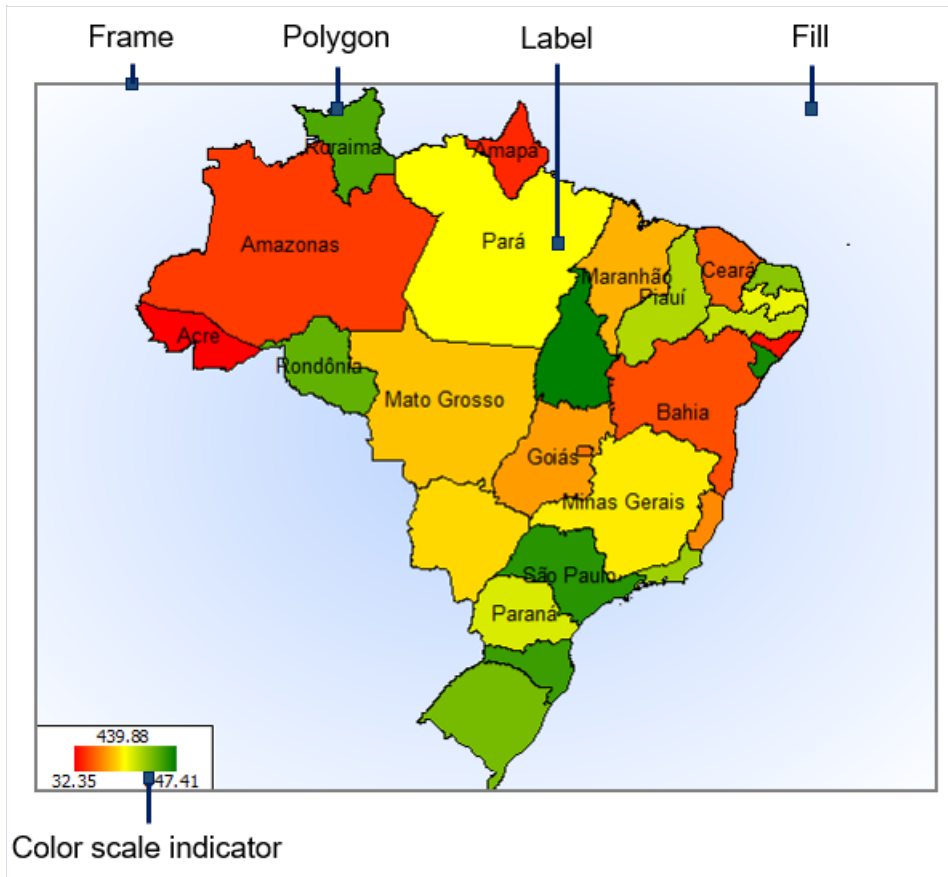 Frame Polygon Label Fill
Roraima
Amapá
Amazonas
Pará
Maranhão
Ceará
Piauí
Acre
Rondônia
Mato Grosso
Bahia
Goiás
Minas Gerais
São Paulo
Paraná
439.88
32.35 47.41
Color scale indicator